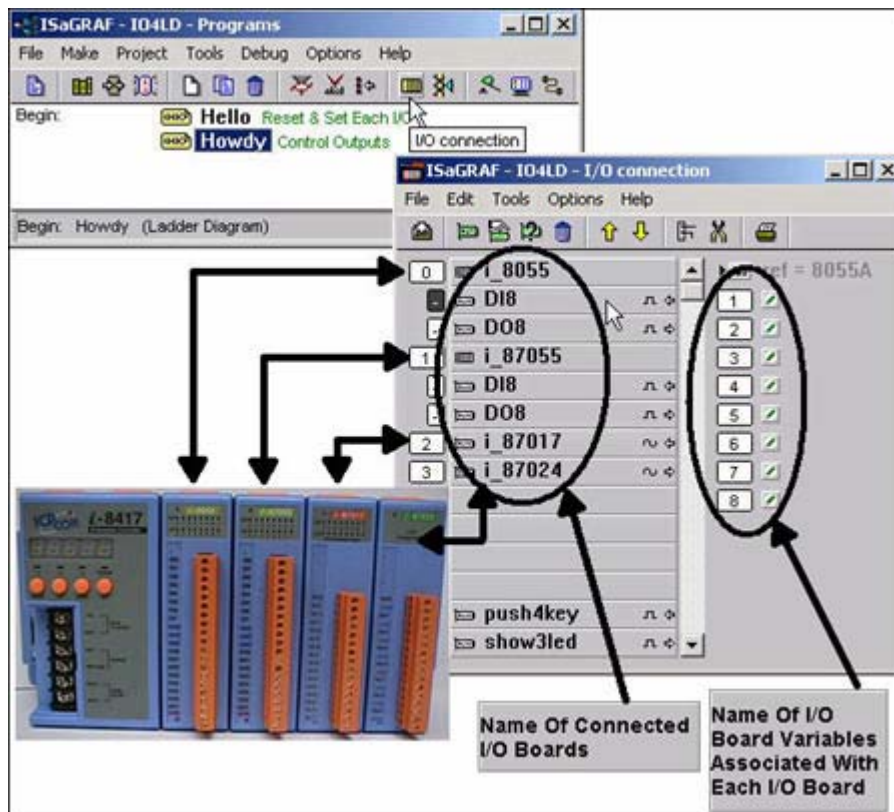 ISaGRAF - IO4LD - Programs
File Make Project Tools Debug Options Help
Begin:
Hello Reset & Set Each I/O
Howdy Control Outputs
I/O connection
Begin: Howdy (Ladder Diagram)
ISaGRAF - IO4LD - I/O connection
File Edit Tools Options Help
0 i_8055
- DI8
- DO8
1 i_87055
DI8
- DO8
2 i_87017
3 i_87024
push4key
show3led
ref = 8055A
1
2
3
4
5
6
7
8
i-8417
Name Of Connected
I/O Boards
Name Of I/O
Board Variables
Associated With
Each I/O Board